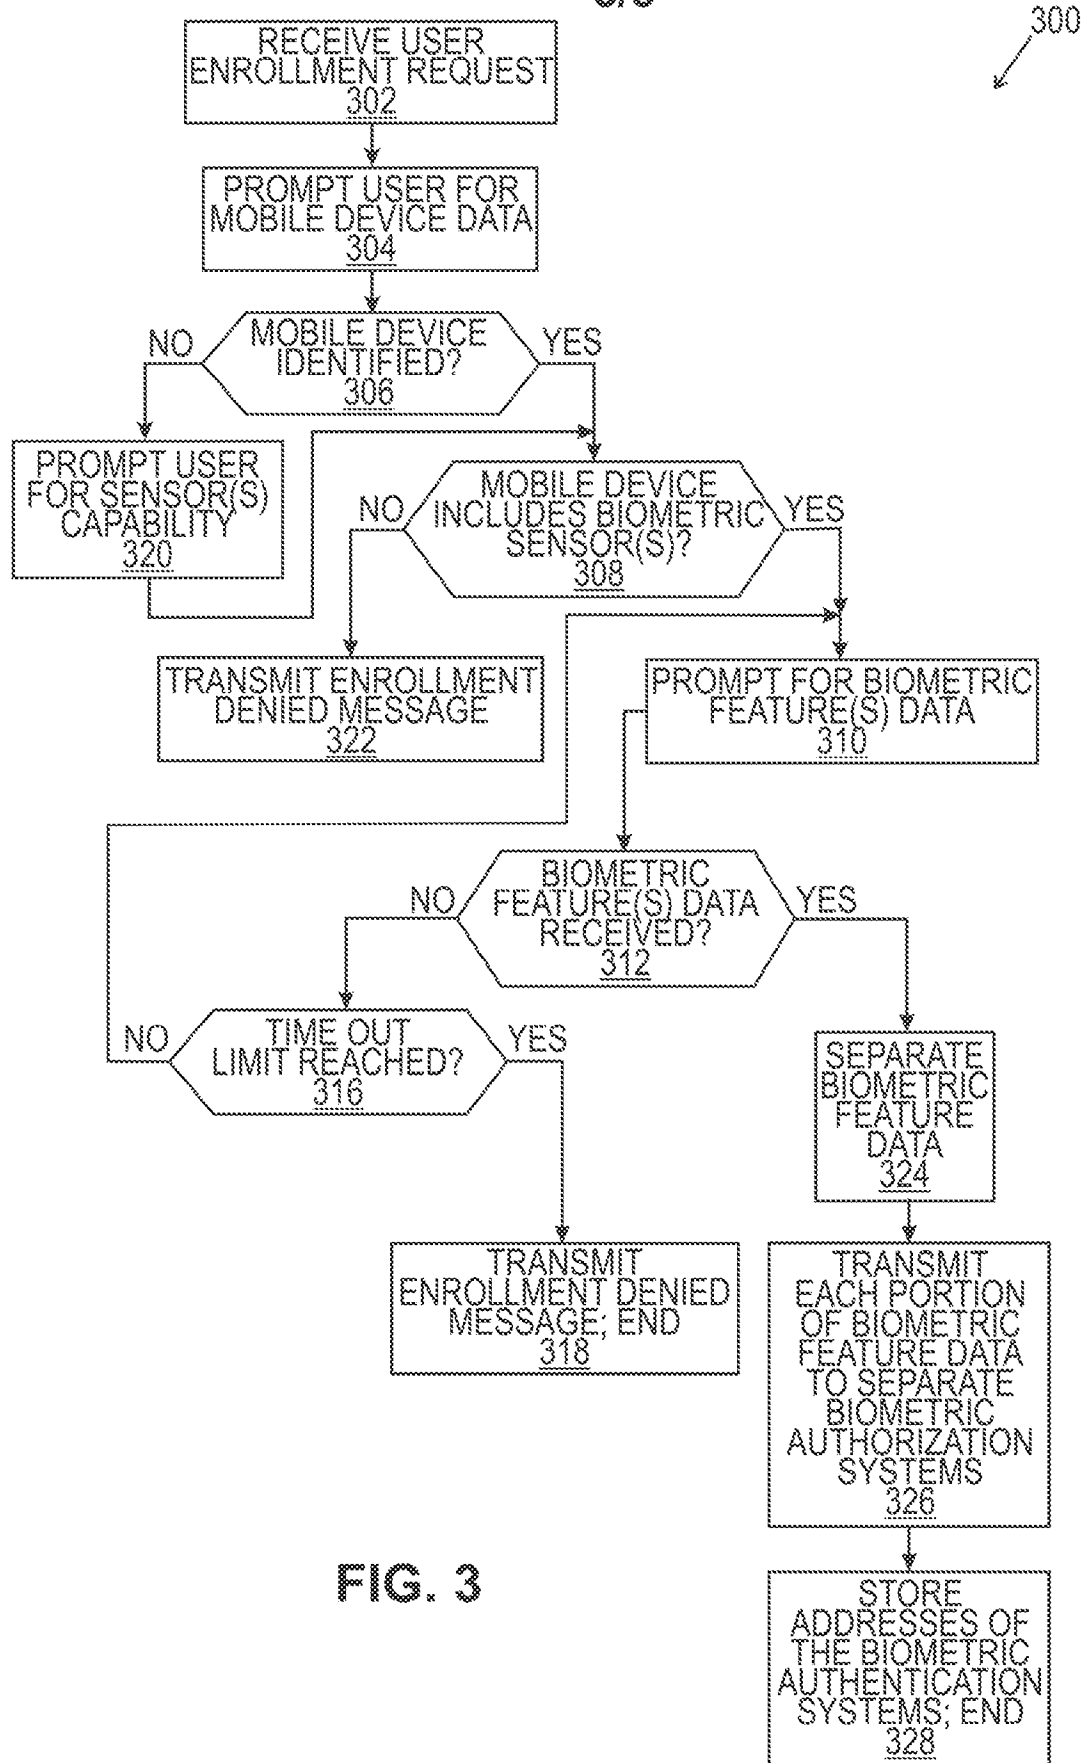 300
RECEIVE USER
ENROLLMENT REQUEST
302
PROMPT USER FOR
MOBILE DEVICE DATA
304
NO
MOBILE DEVICE
IDENTIFIED?
306
YES
PROMPT USER
FOR SENSOR(S)
CAPABILITY
320
NO
MOBILE DEVICE
INCLUDES BIOMETRIC
SENSOR(S)?
308
YES
TRANSMIT ENROLLMENT
DENIED MESSAGE
322
PROMPT FOR BIOMETRIC
FEATURE(S) DATA
310
NO
BIOMETRIC
FEATURE(S) DATA
RECEIVED?
312
YES
NO
TIME OUT
LIMIT REACHED?
316
YES
SEPARATE
BIOMETRIC
FEATURE
DATA
324
TRANSMIT
ENROLLMENT DENIED
MESSAGE; END
318
TRANSMIT
EACH PORTION
OF BIOMETRIC
FEATURE DATA
TO SEPARATE
BIOMETRIC
AUTHORIZATION
SYSTEMS
326
STORE
ADDRESSES OF
THE BIOMETRIC
AUTHENTICATION
SYSTEMS; END
328
FIG. 3